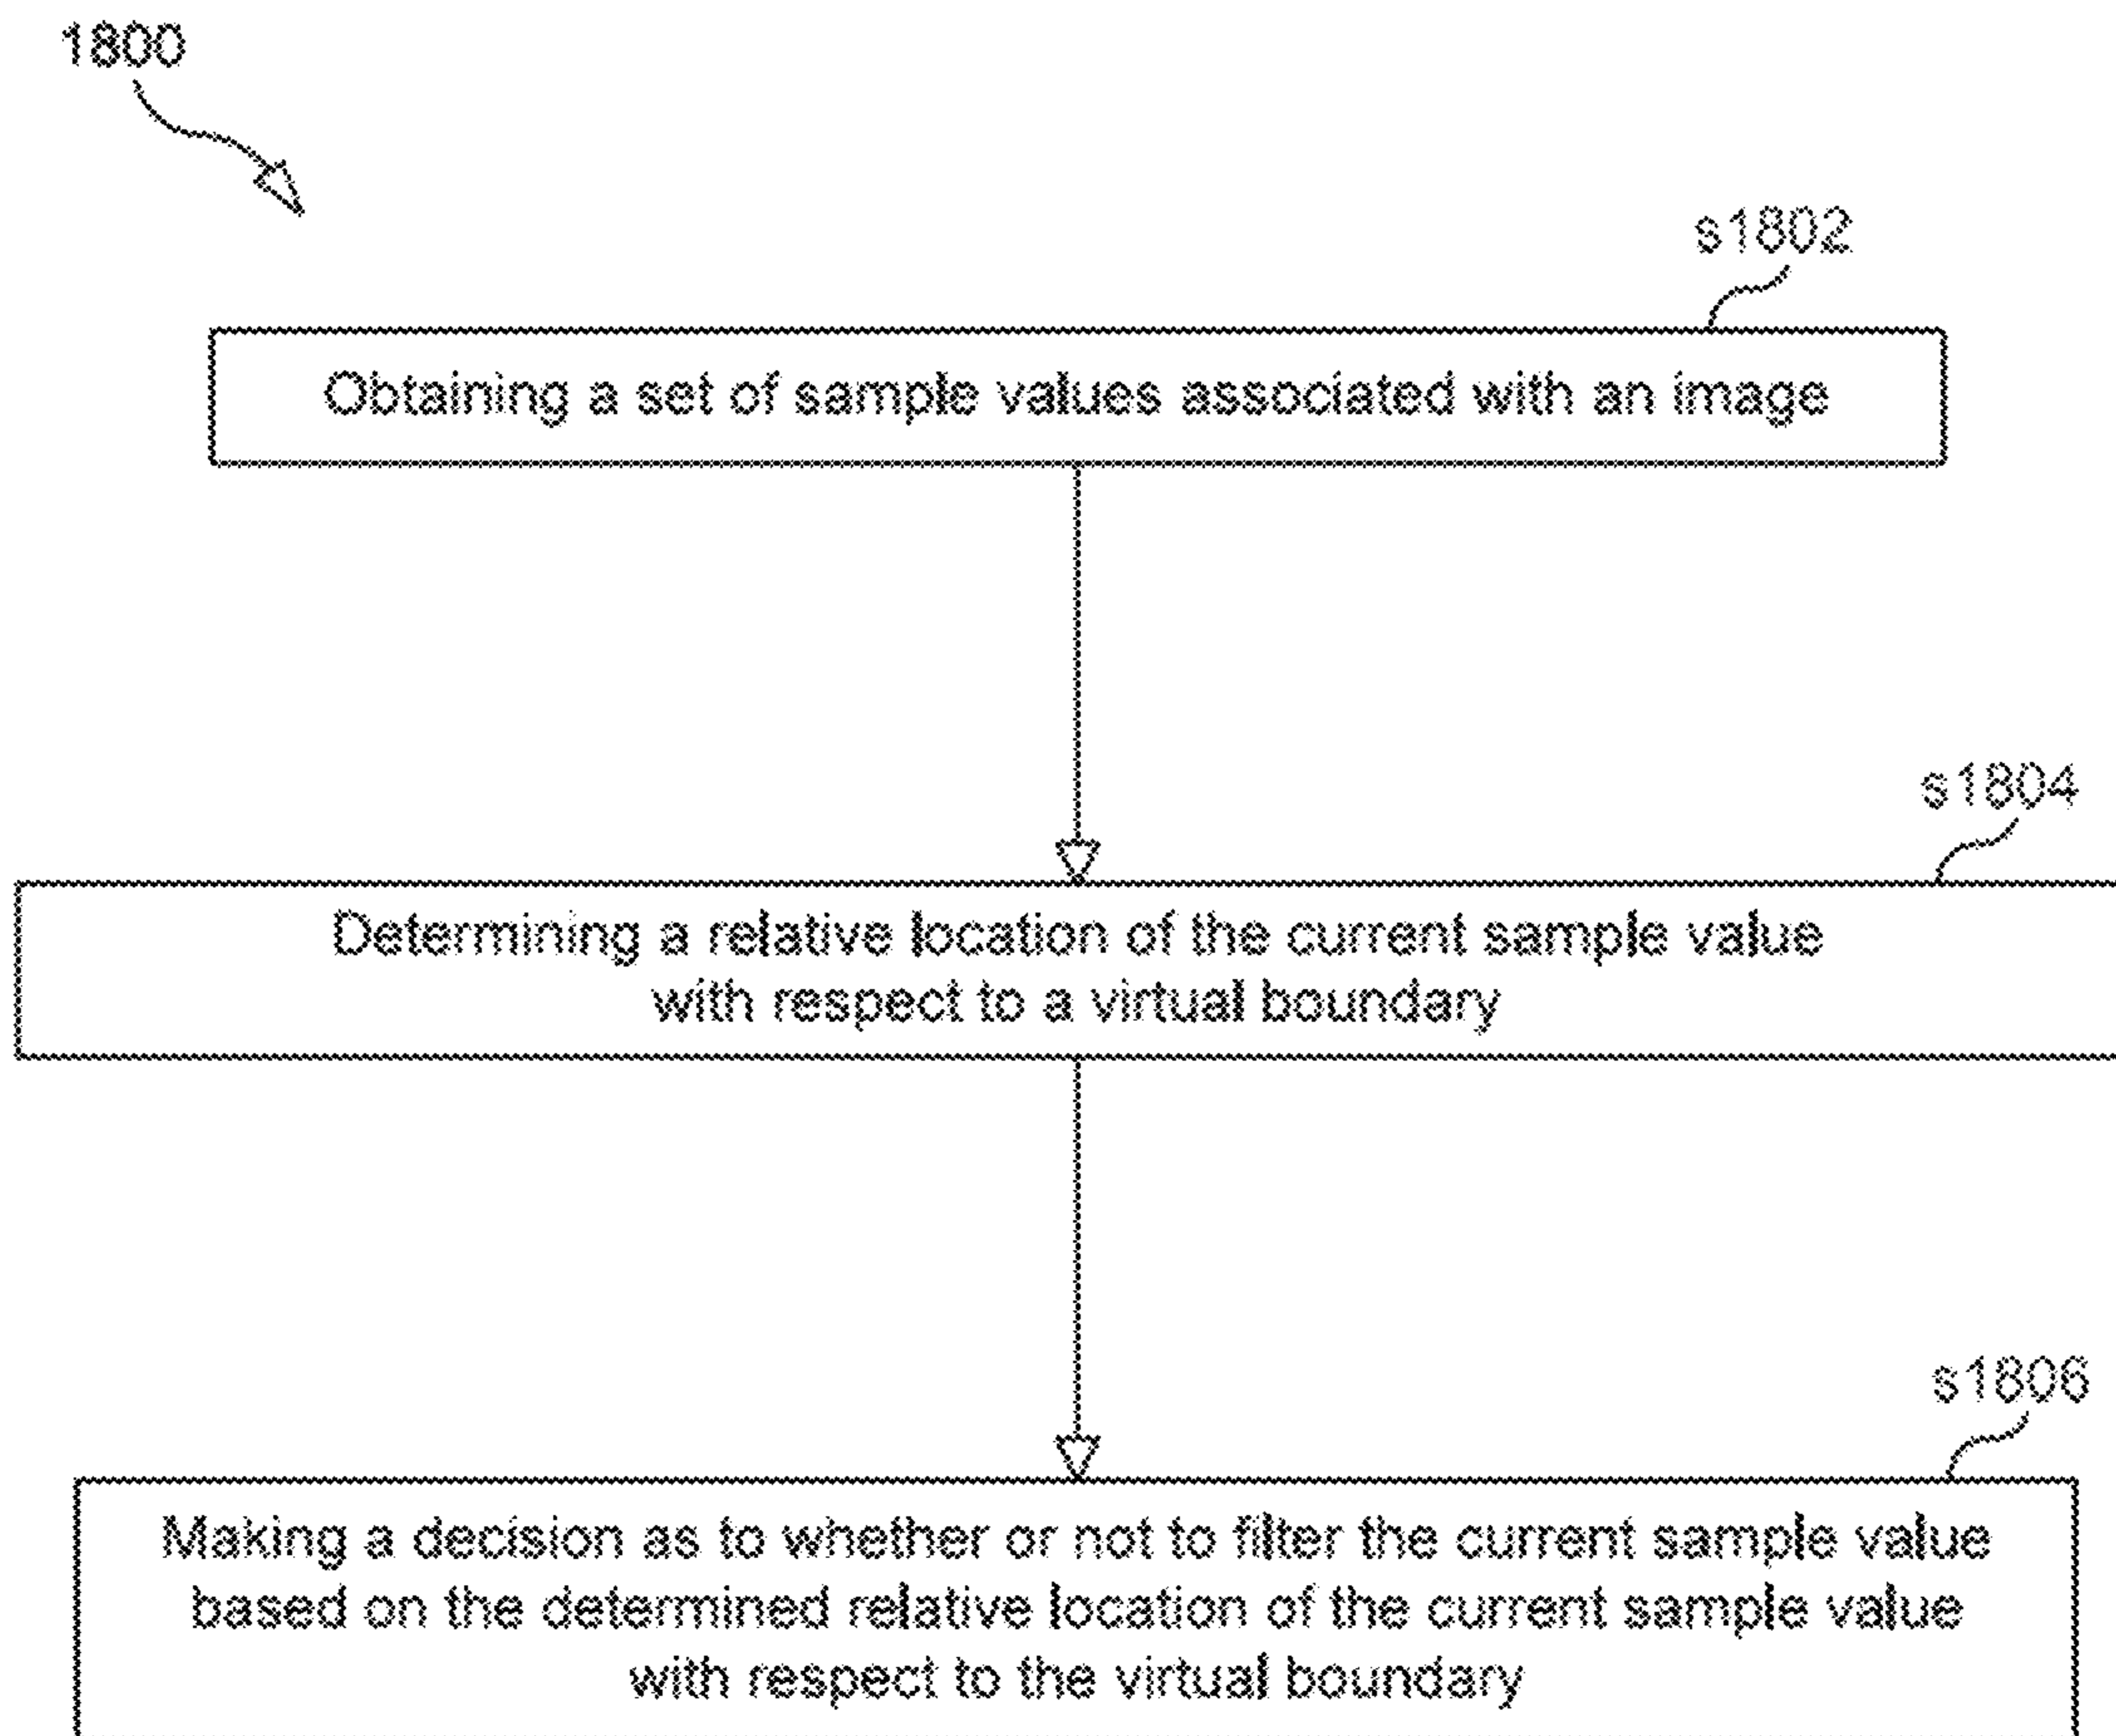 1800
s1802
Obtaining a set of sample values associated with an image
s1804
Determining a relative location of the current sample value
with respect to a virtual boundary
s1806
Making a decision as to whether or not to filter the current sample value
based on the determined relative location of the current sample value
with respect to the virtual boundary